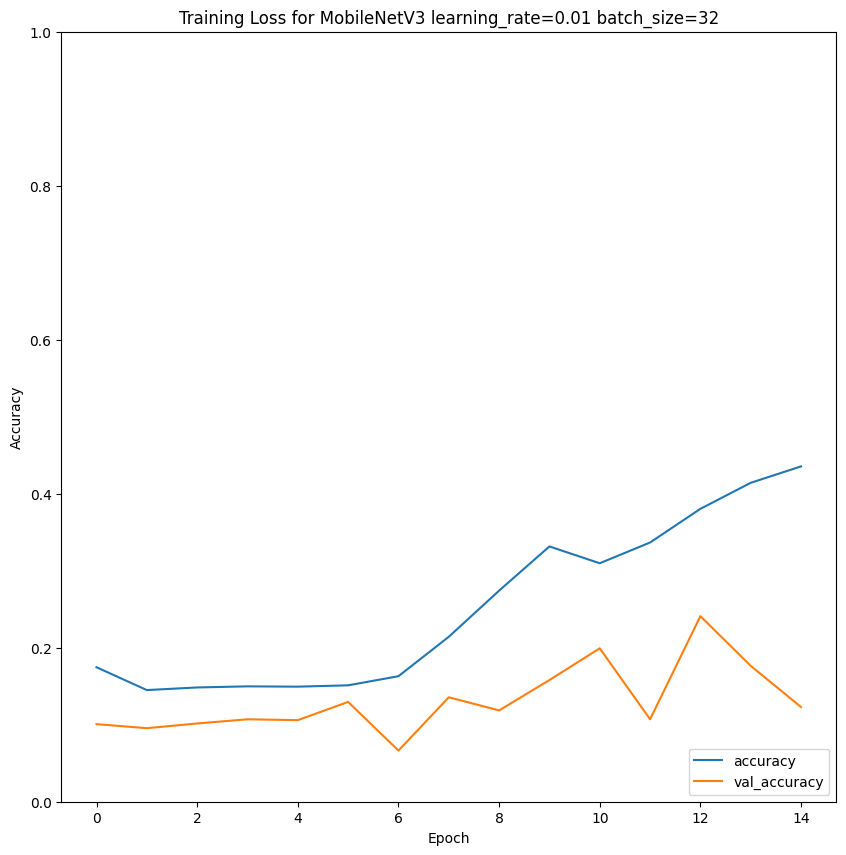 Training Loss for MobileNetV3 learning_rate=0.01 batch_size=32
1.0
0.8
0.6
0.4
0.2
0.0
Accuracy
0 2 4 6 8 10 12 14
Epoch
accuracy
val_accuracy